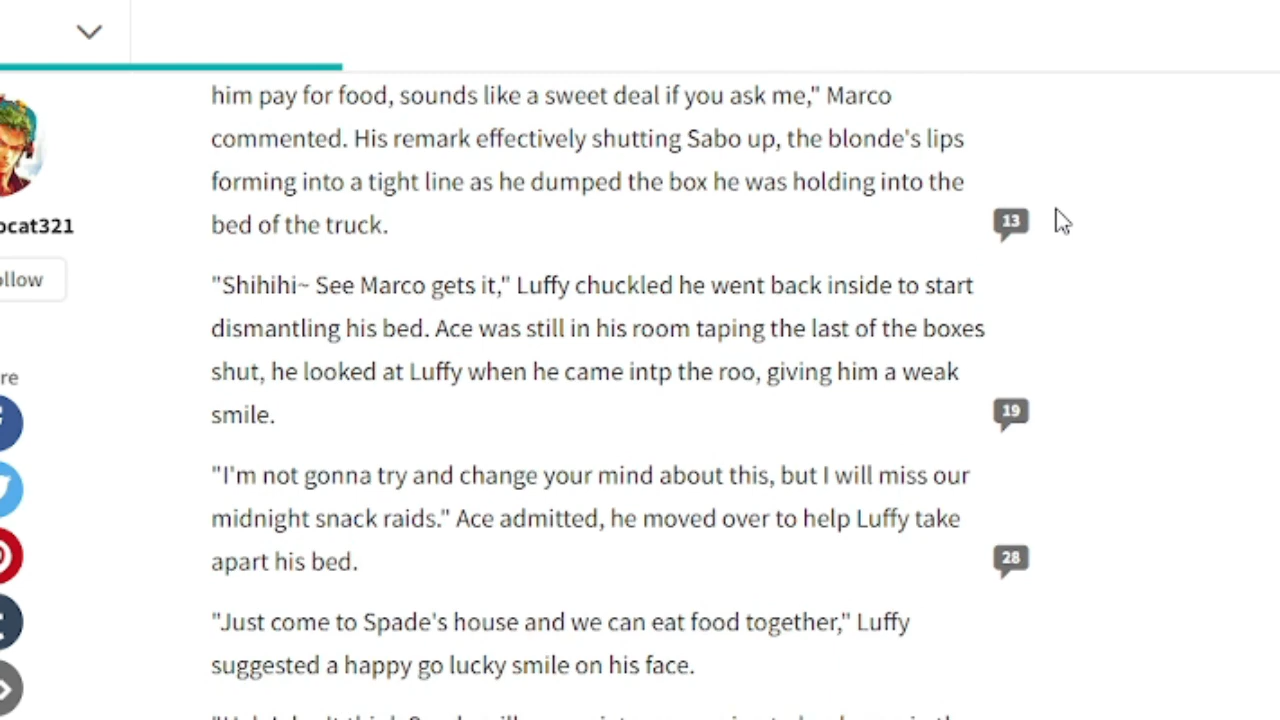 him pay for food, sounds like a sweet deal if you ask me," Marco
commented. His remark effectively shutting Sabo up, the blonde's lips
forming into a tight line as he dumped the box he was holding into the
bed of the truck.
13
"Shihihi~ See Marco gets it," Luffy chuckled he went back inside to start
dismantling his bed. Ace was still in his room taping the last of the boxes
shut, he looked at Luffy when he came intp the roo, giving him a weak
smile.
19
"I'm not gonna try and change your mind about this, but I will miss our
midnight snack raids." Ace admitted, he moved over to help Luffy take
apart his bed.
28
"Just come to Spade's house and we can eat food together," Luffy
suggested a happy go lucky smile on his face.
ocat321
ollow
re